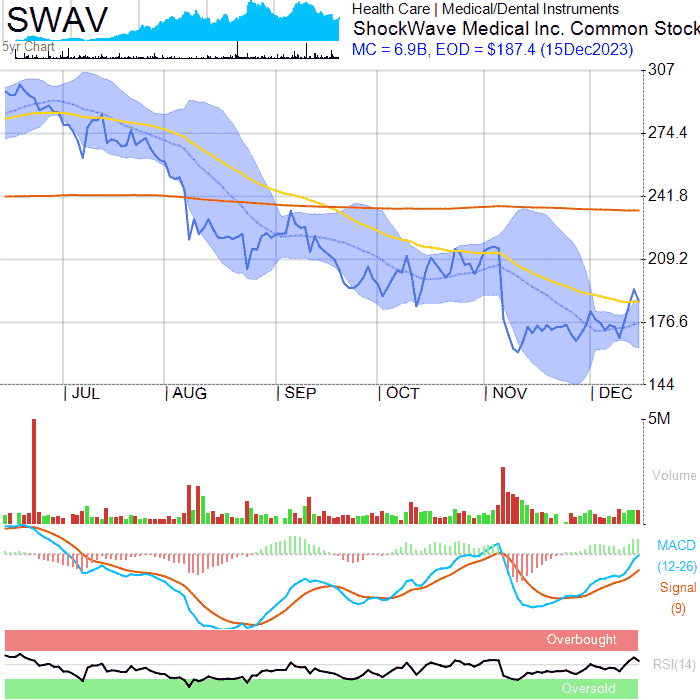 SWAV
5yr Chart
Health Care | Medical/Dental Instruments
ShockWave Medical Inc. Common Stock
MC = 6.9B, EOD = $187.4 (15Dec2023)
307
274.4
241.8
209.2
176.6
144
JUL AUG SEP OCT NOV DEC
5M
Volume
MACD
(12-26)
Signal
(9)
Overbought
RSI(14)
Oversold